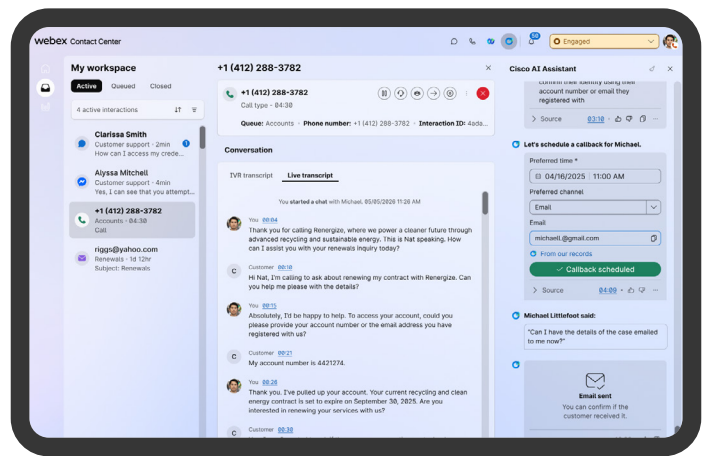 webex Contact Center
50
Engaged
My workspace
Active Queued Closed
4 active interactions
Clarissa Smith
Customer support - 2min
1
How can I access my crede...
Alyssa Mitchell
Customer support - 4min
Yes, I can see that you attempt...
+1 (412) 288-3782
Accounts - 04:30
Call
riggs@yahoo.com
Renewals - 1d 12hr
Subject: Renewals
+1 (412) 288-3782
+1 (412) 288-3782
Call type - 04:30
Queue: Accounts · Phone number: +1 (412) 288-3782 · Interaction ID: 4ada...
Conversation
IVR transcript Live transcript
You started a chat with Michael, 05/05/2026 11:26 AM
You 00:04
Thank you for calling Renergize, where we power a cleaner future through
advanced recycling and sustainable energy. This is Nat speaking. How
can I assist you with your renewals inquiry today?
C
Customer 00:10
Hi Nat, I'm calling to ask about renewing my contract with Renergize. Can
you help me please with the details?
You 00:15
Absolutely, I'd be happy to help. To access your account, could you
please provide your account number or the email address you have
registered with us?
C
Customer 00:21
My account number is 4421274.
You 00:26
Thank you. I've pulled up your account. Your current recycling and clean
energy contract is set to expire on September 30, 2025. Are you
interested in renewing your services with us?
C
Customer 00:30
Cisco AI Assistant
confirm their identity using their
account number or email they
registered with
Source 03:10
Let's schedule a callback for Michael.
Preferred time *
04/16/2025 11:00 AM
Preferred channel
Email
Email
michaell.@gmail.com
From our records
Callback scheduled
Source 04:09
Michael Littlefoot said:
"Can I have the details of the case emailed
to me now?"
Email sent
You can confirm if the
customer received it.